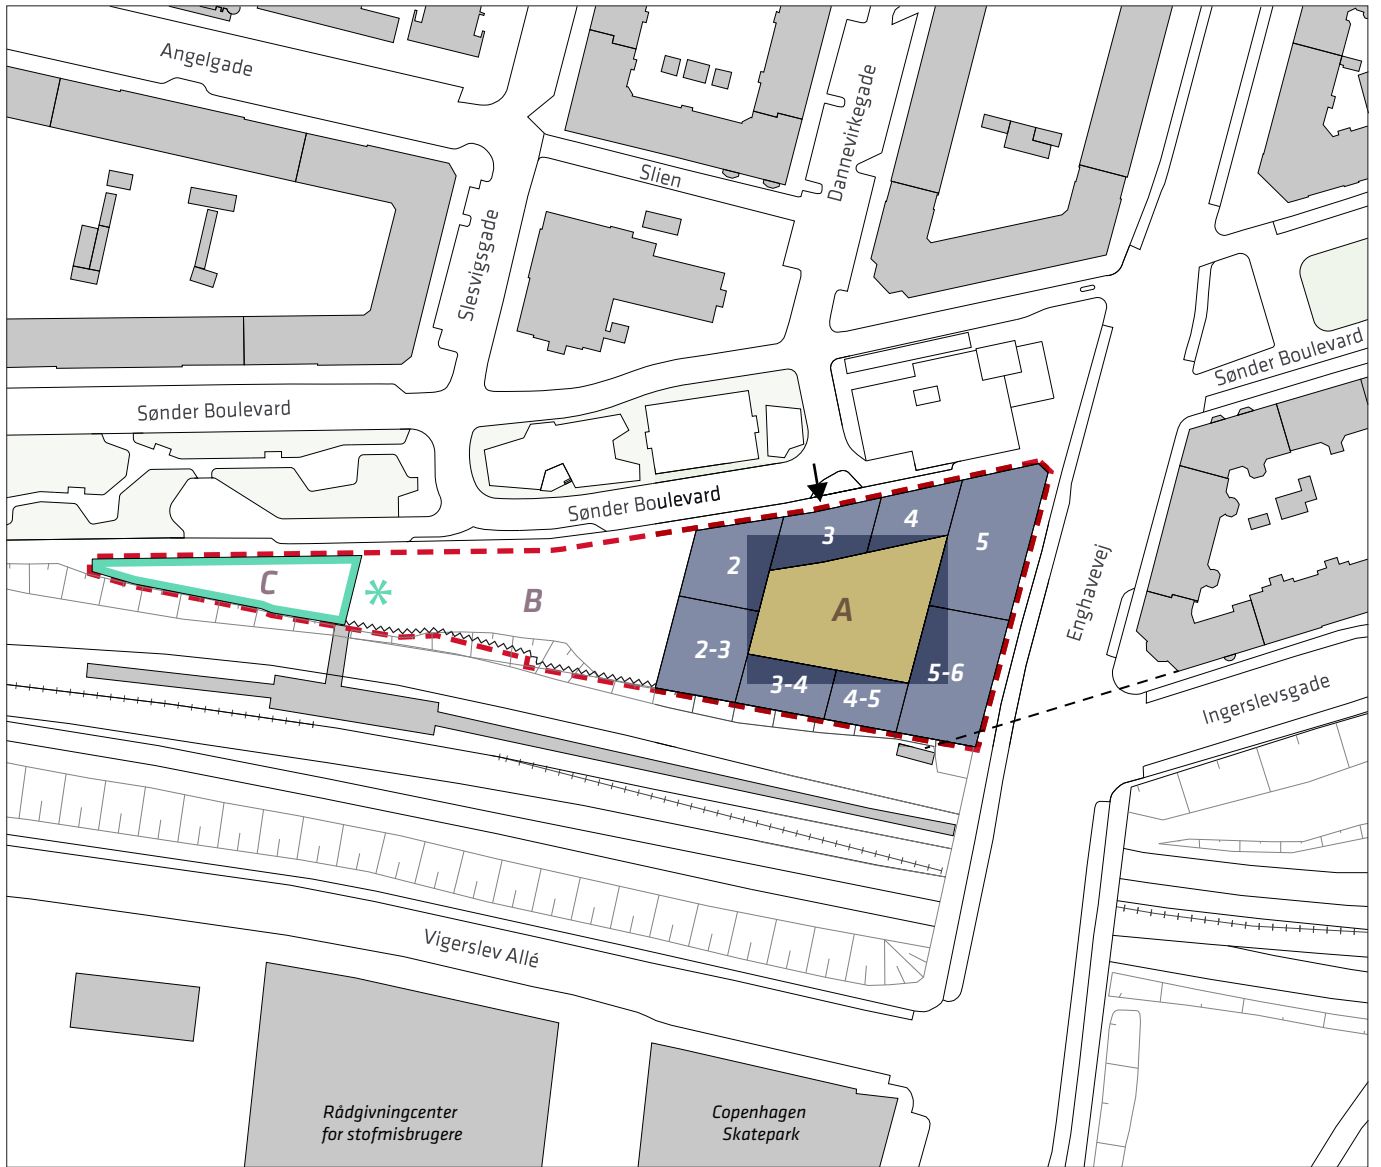 Angelgade
Dannevirkegade
Slien
Slesvigsgade
Sønder Boulevard
Sønder Boulevard
Sønder Boulevard
Enghavevej
Ingerslevsgade
2
3
4
5
C
*
B
A
2-3
3-4
4-5
5-6
Vigerslev Allé
Rådgivningcenter
for stofmisbrugere
Copenhagen
Skatepark